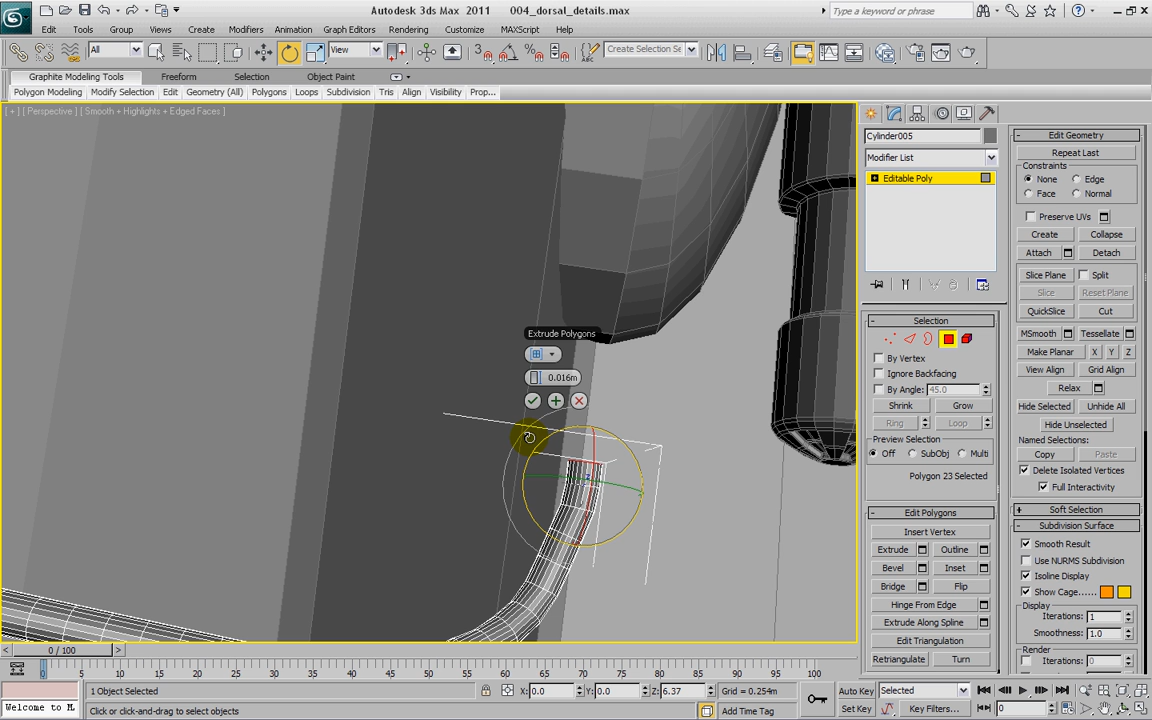 Autodesk 3ds Max 2011 004_dorsal_details.max
Type a keyword or phrase
Edit Tools Group Views Create Modifiers Animation Graph Editors Rendering Customize MAXScript Help
All View Create Selection Se
Graphite Modeling Tools Freeform Selection Object Paint
Polygon Modeling Modify Selection Edit Geometry (All) Polygons Loops Subdivision Tris Align Visibility Prop...
[ + ] [ Perspective ] [ Smooth + Highlights + Edged Faces ]
Extrude Polygons
0.016m
Cylinder005
Modifier List
Editable Poly
Selection
By Vertex
Ignore Backfacing
By Angle: 45.0
Shrink Grow
Ring Loop
Preview Selection
Off SubObj Multi
Polygon 23 Selected
Edit Polygons
Insert Vertex
Extrude Outline
Bevel Inset
Bridge Flip
Hinge From Edge
Extrude Along Spline
Edit Triangulation
Retriangulate Turn
Edit Geometry
Repeat Last
Constraints
None Edge
Face Normal
Preserve UVs
Create Collapse
Attach Detach
Slice Plane Split
Slice Reset Plane
QuickSlice Cut
MSmooth Tessellate
Make Planar X Y Z
View Align Grid Align
Relax
Hide Selected Unhide All
Hide Unselected
Named Selections:
Copy Paste
Delete Isolated Vertices
Full Interactivity
Soft Selection
Subdivision Surface
Smooth Result
Use NURMS Subdivision
Isoline Display
Show Cage......
Display
Iterations: 1
Smoothness: 1.0
Render
Iterations: 0
0 / 100
0 5 10 15 20 25 30 35 40 45 50 55 60 65 70 75 80 85 90 95 100
1 Object Selected X: 0.0 Y: 0.0 Z: 6.37 Grid = 0.254m Auto Key Selected
Welcome to M Click or click-and-drag to select objects Add Time Tag Set Key Key Filters... 0